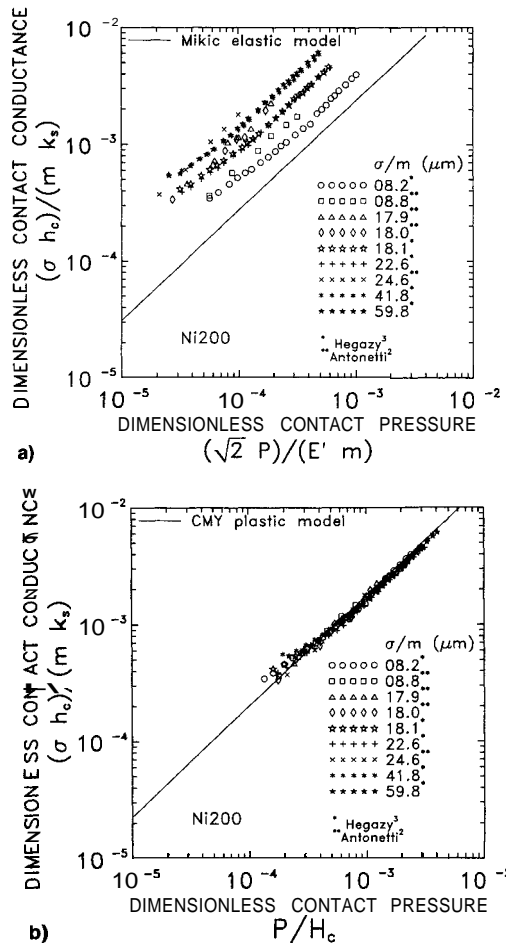 DIMENSIONLESS CONTACT CONDUCTANCE
(σ h_c)/(m k_s)
10⁻²
10⁻³
10⁻⁴
10⁻⁵
Mikic elastic model
σ/m (μm)
08.2*
08.8**
17.9**
18.0**
18.1*
22.6*
24.6**
41.8*
59.8*
Ni200
* Hegazy³
** Antonetti²
10⁻⁵ 10⁻⁴ 10⁻³ 10⁻²
DIMENSIONLESS CONTACT PRESSURE
a) (√2 P)/(E' m)
(σ h_c)/(m k_s)
10⁻²
10⁻³
10⁻⁴
10⁻⁵
CMY plastic model
σ/m (μm)
08.2*
08.8**
17.9**
18.0**
18.1*
22.6*
24.6**
41.8*
59.8*
Ni200
* Hegazy³
** Antonetti²
10⁻⁵ 10⁻⁴ 10⁻³ 10⁻²
DIMENSIONLESS CONTACT PRESSURE
b) P/H_c